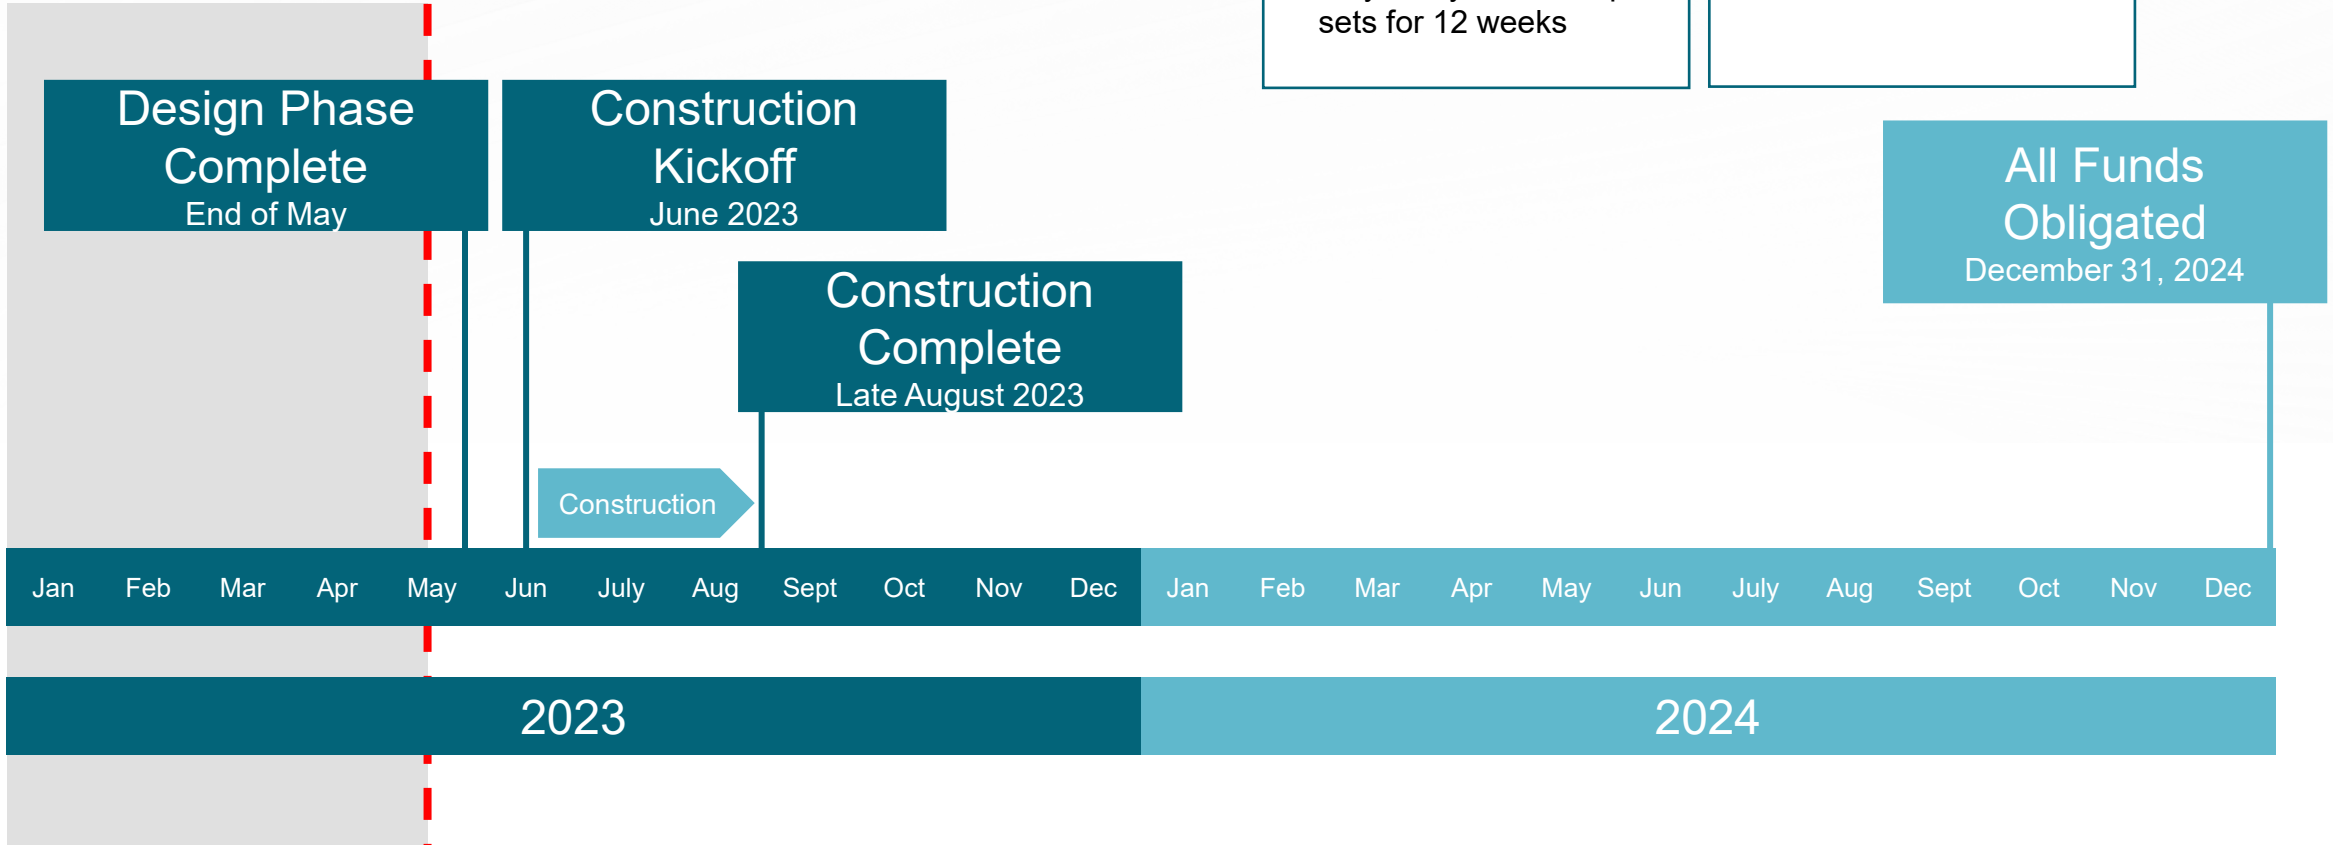 sets for 12 weeks
Design Phase
Complete
End of May
Construction
Kickoff
June 2023
All Funds
Obligated
December 31, 2024
Construction
Complete
Late August 2023
Construction
Jan Feb Mar Apr May Jun July Aug Sept Oct Nov Dec Jan Feb Mar Apr May Jun July Aug Sept Oct Nov Dec
2023 2024